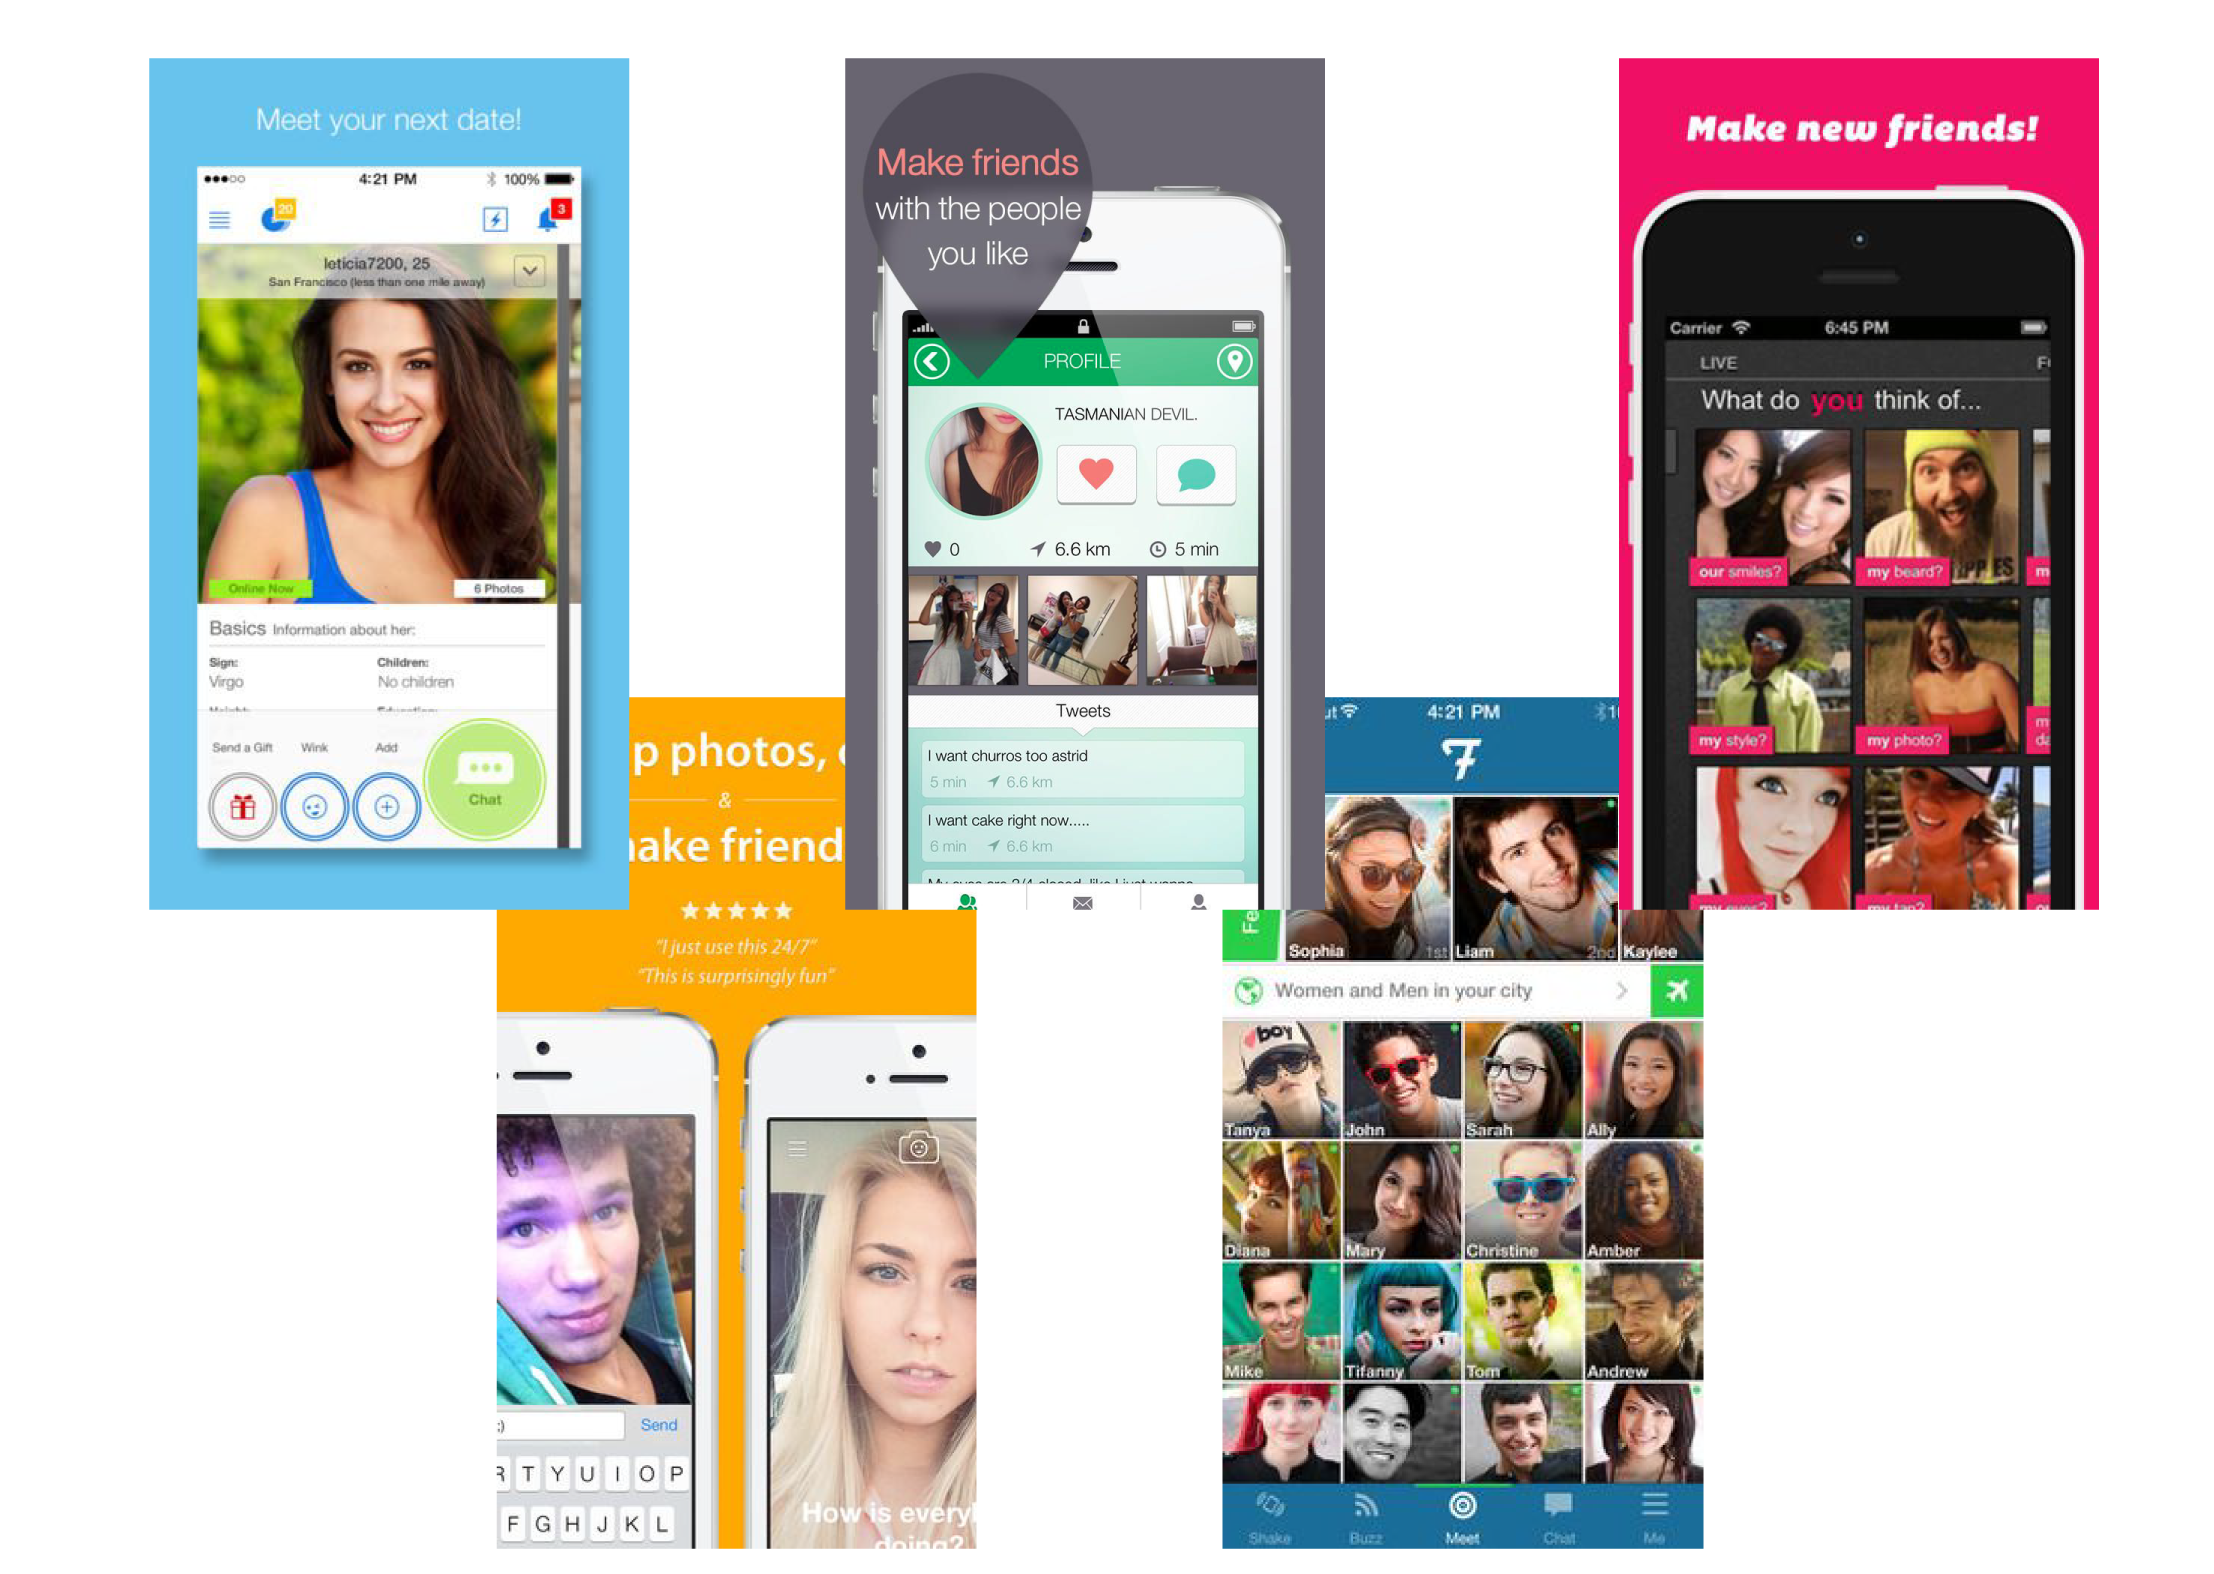 Meet your next date!
4:21 PM
100%
20
3
leticia7200, 25
San Francisco (less than one mile away)
Online Now
6 Photos
Basics Information about her:
Sign:
Children:
Virgo
No children
Send a Gift
Wink
Add
Chat
p photos,
&
ake friend
"I just use this 24/7"
"This is surprisingly fun"
:)
Send
R T Y U I O P
F G H J K L
How is every
doing?
Make friends
with the people
you like
PROFILE
TASMANIAN DEVIL.
0
6.6 km
5 min
Tweets
I want churros too astrid
5 min
6.6 km
I want cake right now.....
6 min
6.6 km
4:21 PM
F
Fe
Sophia
1st
Liam
2nd
Kaylee
Women and Men in your city
boy
Tanya
John
Sarah
Ally
Diana
Mary
Christine
Amber
Mike
Tifanny
Tom
Andrew
Shake
Buzz
Meet
Chat
Me
Make new friends!
Carrier
6:45 PM
LIVE
What do you think of...
our smiles?
my beard?
m
my style?
my photo?
my eyes?
my tan?